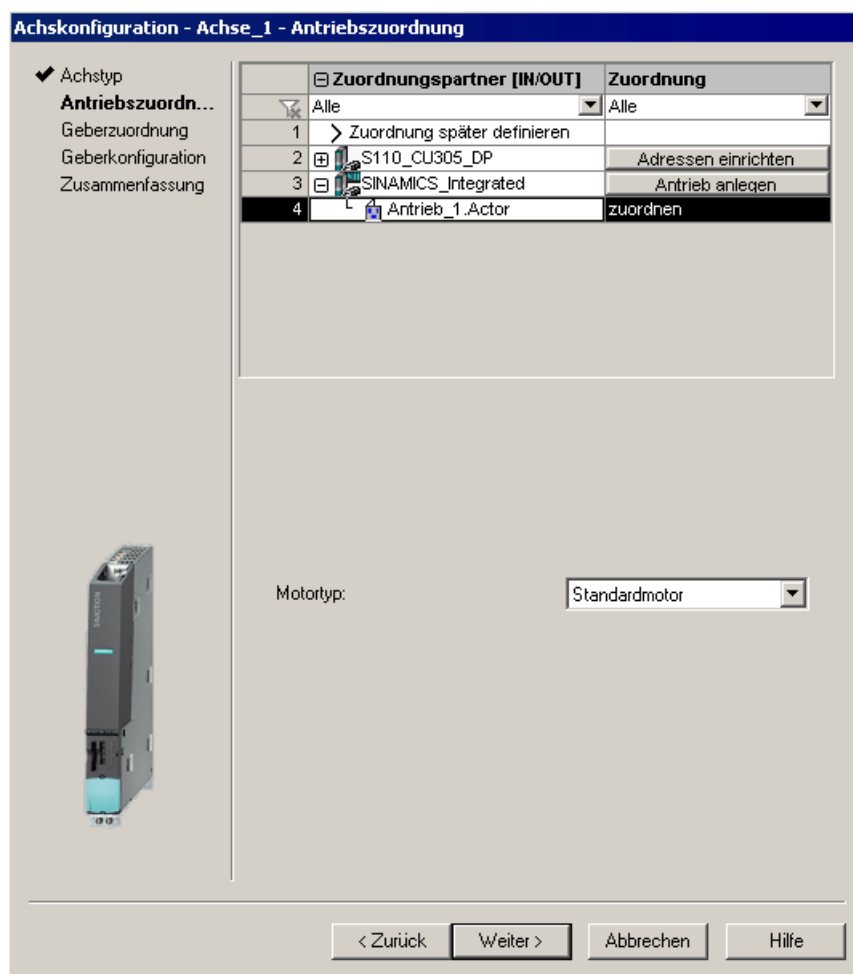 Achskonfiguration - Achse_1 - Antriebszuordnung
Achstyp
Antriebszuordn...
Geberzuordnung
Geberkonfiguration
Zusammenfassung
Zuordnungspartner [IN/OUT] Zuordnung
Alle Alle
1 Zuordnung später definieren
2 S110_CU305_DP Adressen einrichten
3 SINAMICS_Integrated Antrieb anlegen
4 Antrieb_1.Actor zuordnen
SIMOTION
Motortyp: Standardmotor
< Zurück Weiter > Abbrechen Hilfe